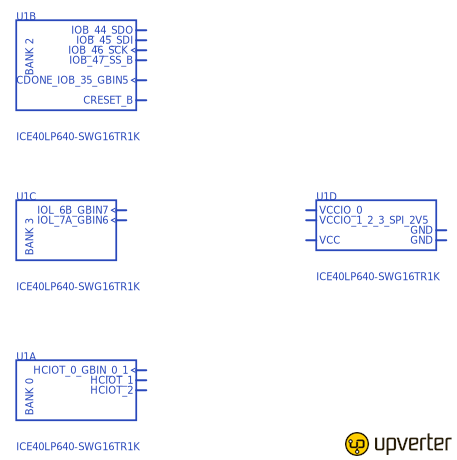 U1B
BANK 2
IOB_44_SDO
IOB_45_SDI
IOB_46_SCK
IOB_47_SS_B
CDONE_IOB_35_GBIN5
CRESET_B
ICE40LP640-SWG16TR1K
U1C
BANK 3
IOL_6B_GBIN7
IOL_7A_GBIN6
ICE40LP640-SWG16TR1K
U1D
VCCIO_0
VCCIO_1_2_3_SPI_2V5
GND
VCC
GND
ICE40LP640-SWG16TR1K
U1A
BANK 0
HCIOT_0_GBIN_0_1
HCIOT_1
HCIOT_2
ICE40LP640-SWG16TR1K
upverter